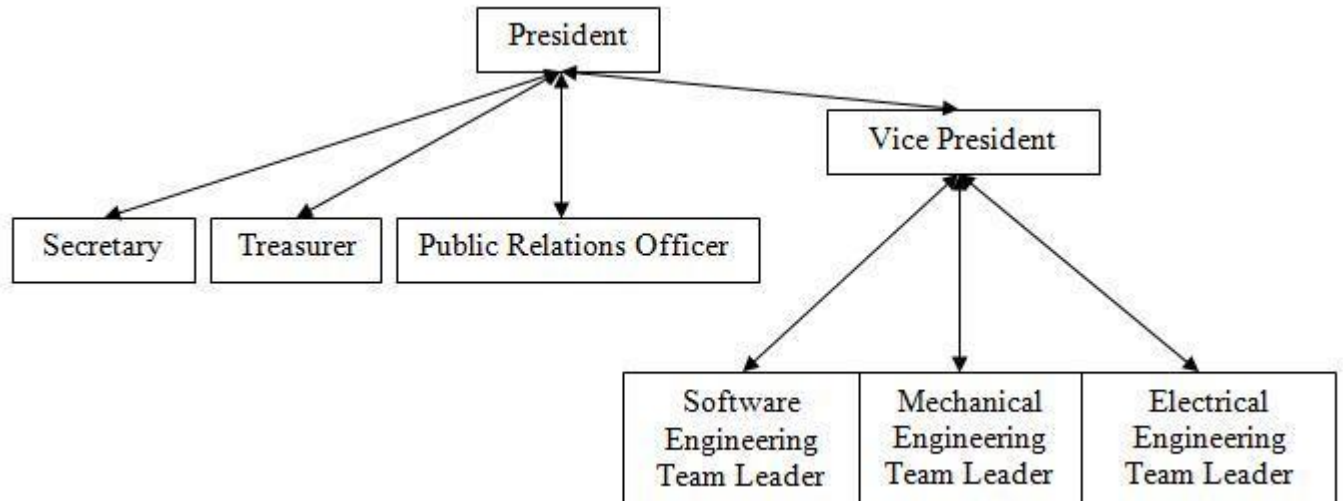 President
Vice President
Secretary
Treasurer
Public Relations Officer
Software
Engineering
Team Leader
Mechanical
Engineering
Team Leader
Electrical
Engineering
Team Leader